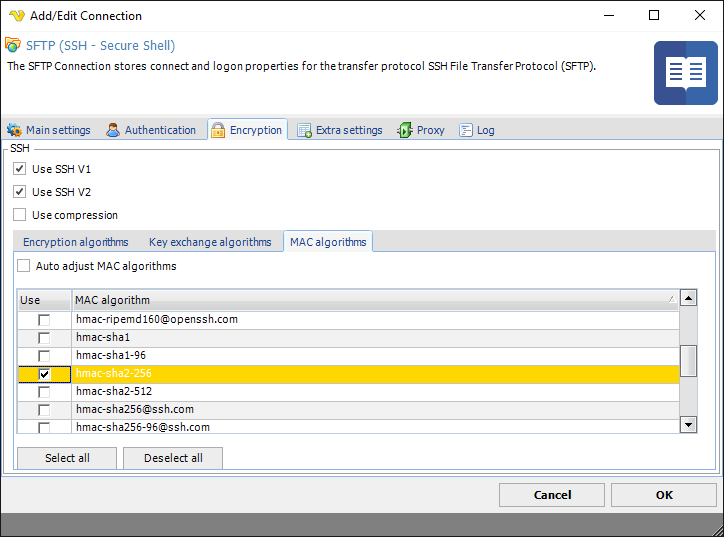 Add/Edit Connection
SFTP (SSH - Secure Shell)
The SFTP Connection stores connect and logon properties for the transfer protocol SSH File Transfer Protocol (SFTP).
Main settings Authentication Encryption Extra settings Proxy Log
SSH
Use SSH V1
Use SSH V2
Use compression
Encryption algorithms Key exchange algorithms MAC algorithms
Auto adjust MAC algorithms
Use MAC algorithm
hmac-ripemd160@openssh.com
hmac-sha1
hmac-sha1-96
hmac-sha2-256
hmac-sha2-512
hmac-sha256@ssh.com
hmac-sha256-96@ssh.com
Select all Deselect all
Cancel OK